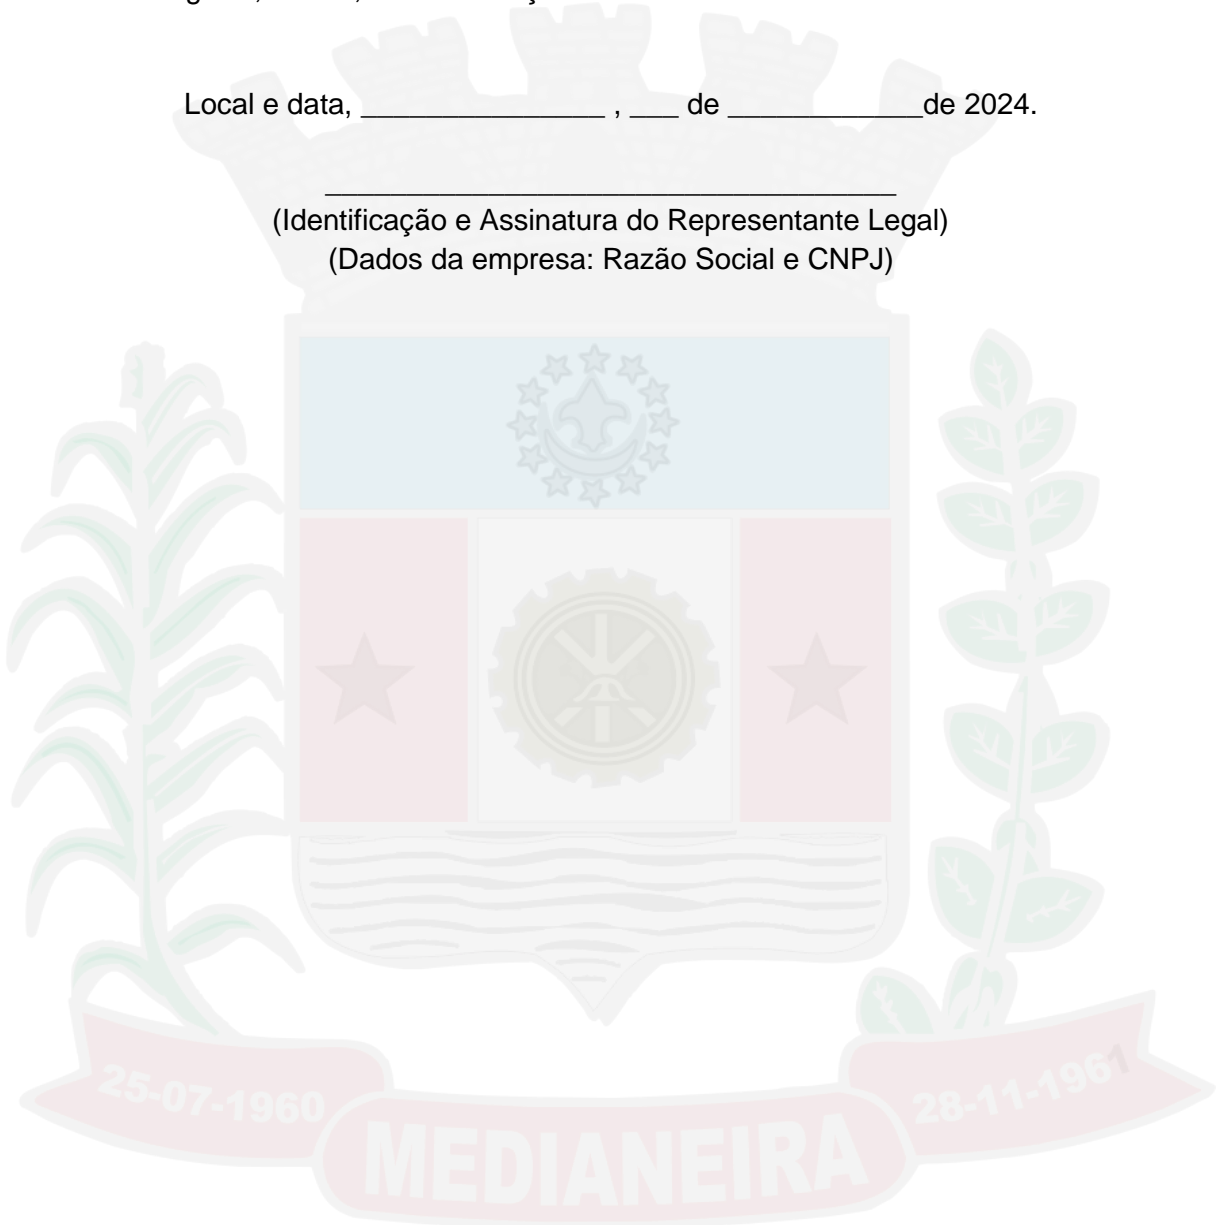 Local e data, _______________ , ___ de ____________de 2024.
___________________________________
(Identificação e Assinatura do Representante Legal)
(Dados da empresa: Razão Social e CNPJ)
25-07-1960
28-11-1961
MEDIANEIRA